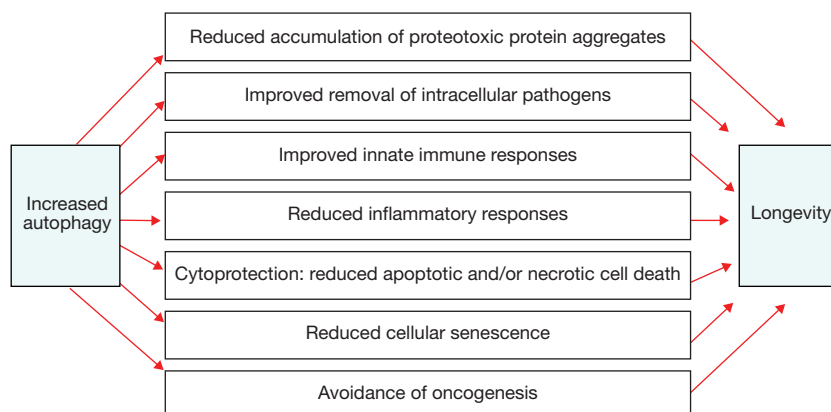 Reduced accumulation of proteotoxic protein aggregates
Improved removal of intracellular pathogens
Improved innate immune responses
Increased
autophagy
Reduced inflammatory responses
Longevity
Cytoprotection: reduced apoptotic and/or necrotic cell death
Reduced cellular senescence
Avoidance of oncogenesis